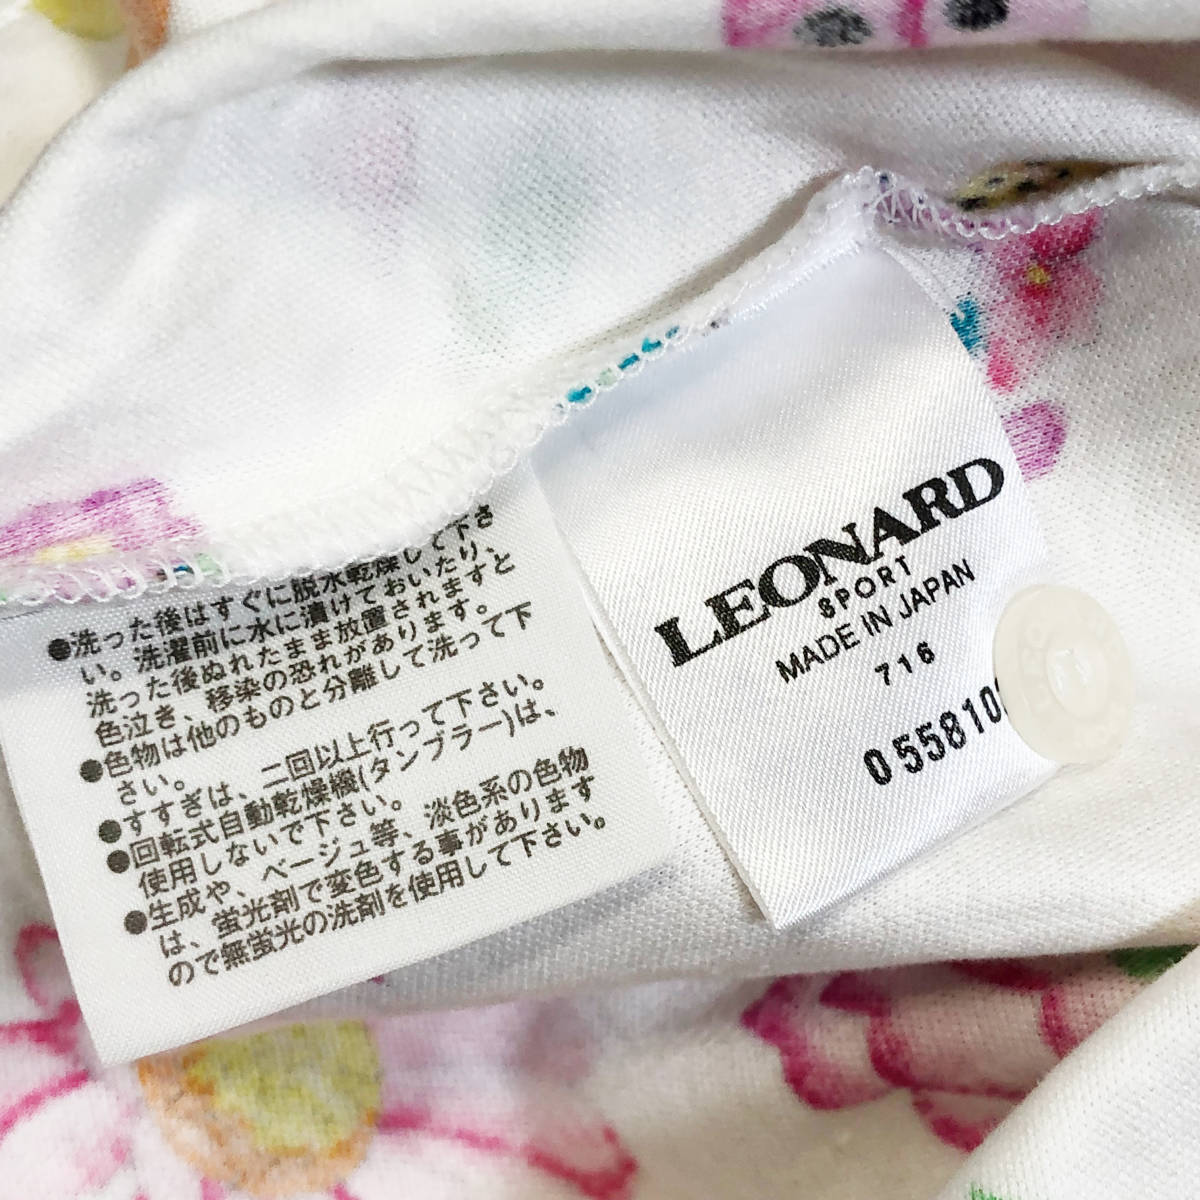 ●洗った後はすぐに脱水乾燥して下さ
い。洗濯前に水に漬けておいたり、
洗った後ぬれたまま放置されますと
色泣き、移染の恐れがあります。
●色物は他のものと分離して洗って下
さい。
●すすぎは、二回以上行って下さい。
●回転式自動乾燥機(タンブラー)は、
使用しないで下さい。
●生成や、ベージュ等、淡色系の色物
は、蛍光剤で変色する事があります
ので無蛍光の洗剤を使用して下さい。
LEONARD
SPORT
MADE IN JAPAN
716